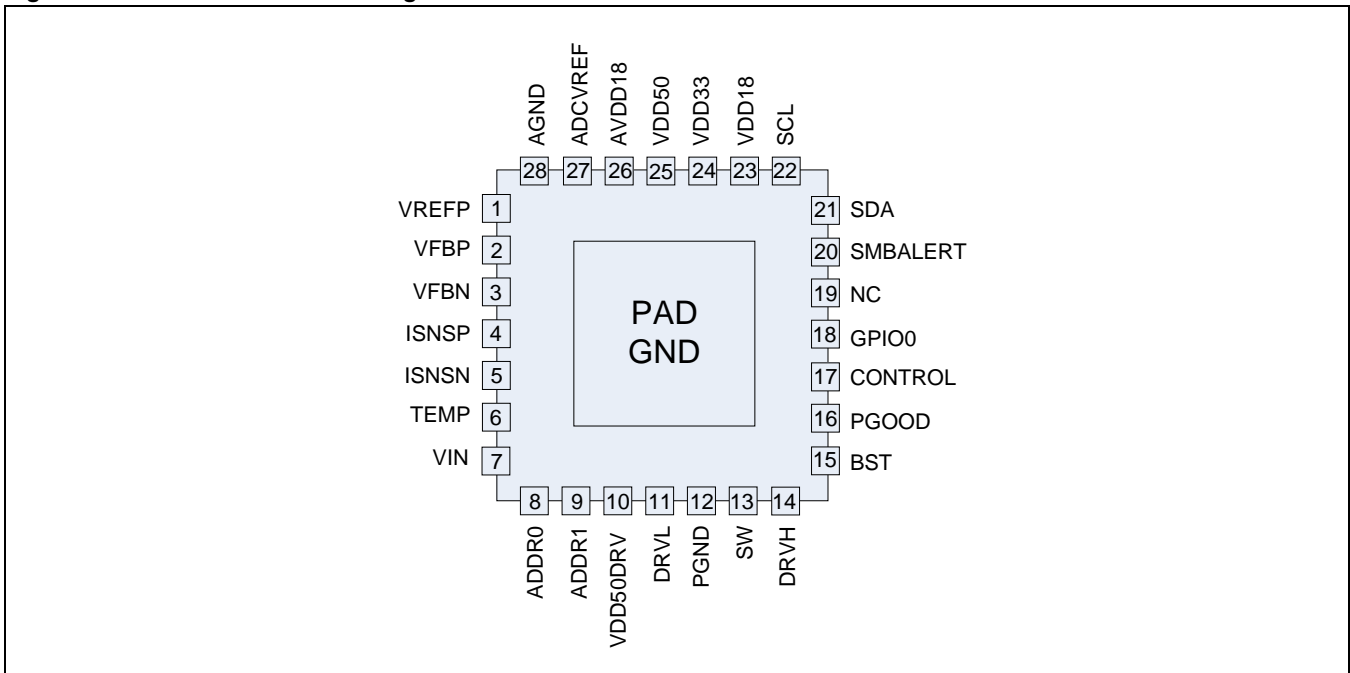 AGND
ADCVREF
AVDD18
VDD50
VDD33
VDD18
SCL
28
27
26
25
24
23
22
VREFP 1
VFBP 2
VFBN 3
ISNSP 4
ISNSN 5
TEMP 6
VIN 7
PAD
GND
21 SDA
20 SMBALERT
19 NC
18 GPIO0
17 CONTROL
16 PGOOD
15 BST
8
9
10
11
12
13
14
ADDR0
ADDR1
VDD50DRV
DRVL
PGND
SW
DRVH